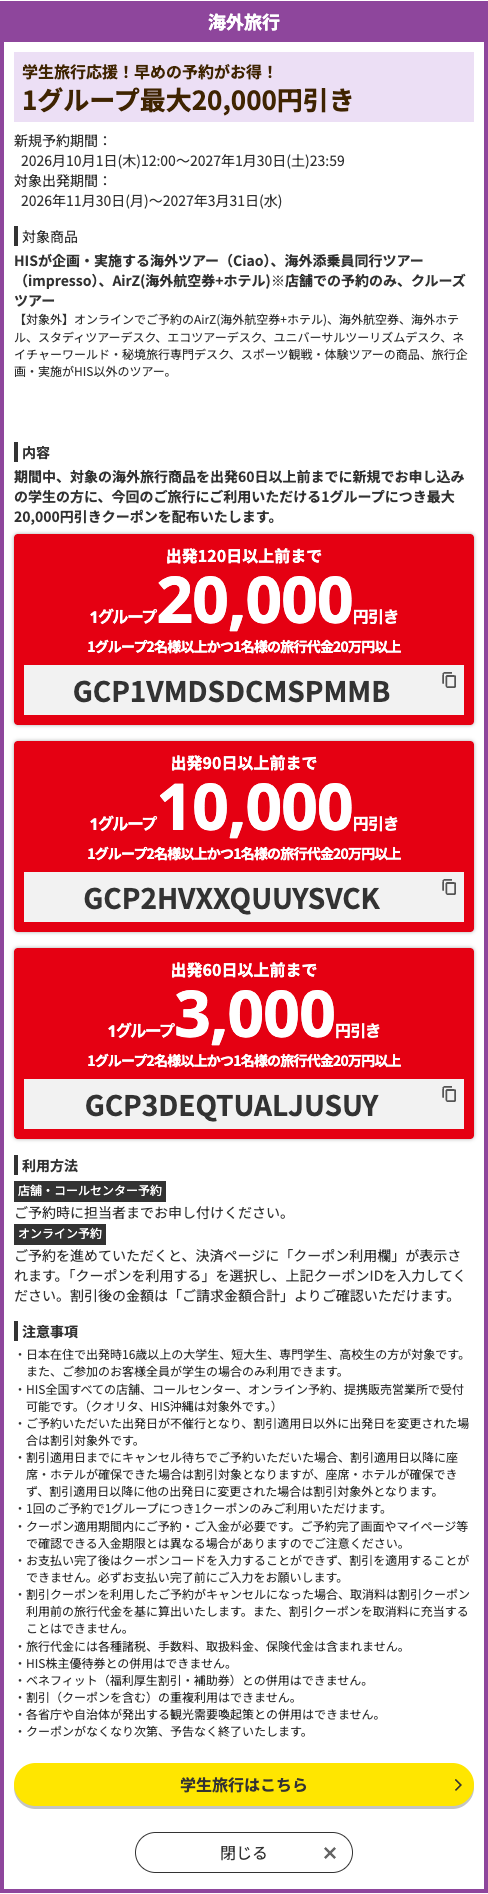 海外旅行
学生旅行応援！早めの予約がお得！
1グループ最大20,000円引き
新規予約期間：
2026月10月1日(木)12:00〜2027年1月30日(土)23:59
対象出発期間：
2026年11月30日(月)〜2027年3月31日(水)
対象商品
HISが企画・実施する海外ツアー（Ciao）、海外添乗員同行ツアー
（impresso）、AirZ(海外航空券+ホテル)※店舗での予約のみ、クルーズ
ツアー
【対象外】オンラインでご予約のAirZ(海外航空券+ホテル)、海外航空券、海外ホテ
ル、スタディツアーデスク、エコツアーデスク、ユニバーサルツーリズムデスク、ネ
イチャーワールド・秘境旅行専門デスク、スポーツ観戦・体験ツアーの商品、旅行企
画・実施がHIS以外のツアー。
内容
期間中、対象の海外旅行商品を出発60日以上前までに新規でお申し込み
の学生の方に、今回のご旅行にご利用いただける1グループにつき最大
20,000円引きクーポンを配布いたします。
出発120日以上前まで
1グループ20,000円引き
1グループ2名様以上かつ1名様の旅行代金20万円以上
GCP1VMDSDCMSPMMB
出発90日以上前まで
1グループ10,000円引き
1グループ2名様以上かつ1名様の旅行代金20万円以上
GCP2HVXXQUUYSVCK
出発60日以上前まで
1グループ3,000円引き
1グループ2名様以上かつ1名様の旅行代金20万円以上
GCP3DEQTUALJUSUY
利用方法
店舗・コールセンター予約
ご予約時に担当者までお申し付けください。
オンライン予約
ご予約を進めていただくと、決済ページに「クーポン利用欄」が表示さ
れます。「クーポンを利用する」を選択し、上記クーポンIDを入力してく
ださい。割引後の金額は「ご請求金額合計」よりご確認いただけます。
注意事項
・日本在住で出発時16歳以上の大学生、短大生、専門学生、高校生の方が対象です。
また、ご参加のお客様全員が学生の場合のみ利用できます。
・HIS全国すべての店舗、コールセンター、オンライン予約、提携販売営業所で受付
可能です。（クオリタ、HIS沖縄は対象外です。）
・ご予約いただいた出発日が不催行となり、割引適用日以外に出発日を変更された場
合は割引対象外です。
・割引適用日までにキャンセル待ちでご予約いただいた場合、割引適用日以降に座
席・ホテルが確保できた場合は割引対象となりますが、座席・ホテルが確保でき
ず、割引適用日以降に他の出発日に変更された場合は割引対象外となります。
・1回のご予約で1グループにつき1クーポンのみご利用いただけます。
・クーポン適用期間内にご予約・ご入金が必要です。ご予約完了画面やマイページ等
で確認できる入金期限とは異なる場合がありますのでご注意ください。
・お支払い完了後はクーポンコードを入力することができず、割引を適用することが
できません。必ずお支払い完了前にご入力をお願いします。
・割引クーポンを利用したご予約がキャンセルになった場合、取消料は割引クーポン
利用前の旅行代金を基に算出いたします。また、割引クーポンを取消料に充当する
ことはできません。
・旅行代金には各種諸税、手数料、取扱料金、保険代金は含まれません。
・HIS株主優待券との併用はできません。
・ベネフィット（福利厚生割引・補助券）との併用はできません。
・割引（クーポンを含む）の重複利用はできません。
・各省庁や自治体が発出する観光需要喚起策との併用はできません。
・クーポンがなくなり次第、予告なく終了いたします。
学生旅行はこちら
閉じる